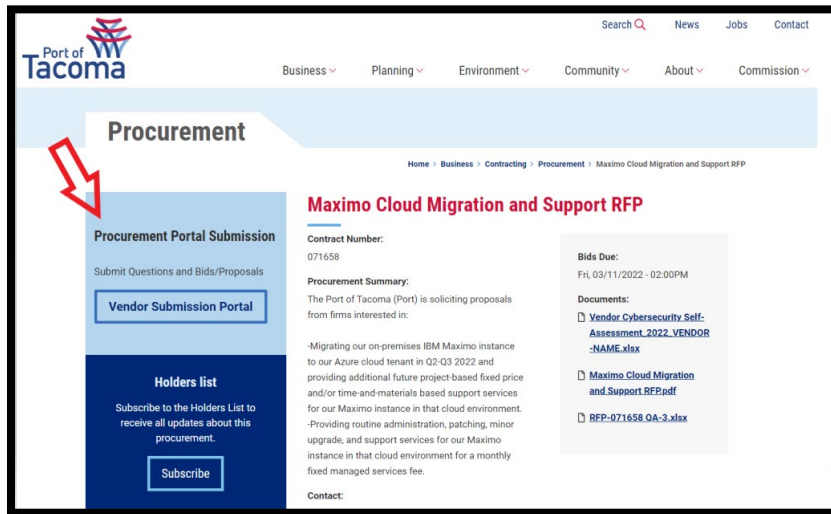 Port of
Tacoma
Search
News
Jobs
Contact
Business
Planning
Environment
Community
About
Commission
Procurement
Home > Business > Contracting > Procurement > Maximo Cloud Migration and Support RFP
Procurement Portal Submission
Submit Questions and Bids/Proposals
Vendor Submission Portal
Holders list
Subscribe to the Holders List to
receive all updates about this
procurement.
Subscribe
Maximo Cloud Migration and Support RFP
Contract Number:
071658
Procurement Summary:
The Port of Tacoma (Port) is soliciting proposals
from firms interested in:
-Migrating our on-premises IBM Maximo instance
to our Azure cloud tenant in Q2-Q3 2022 and
providing additional future project-based fixed price
and/or time-and-materials based support services
for our Maximo instance in that cloud environment.
-Providing routine administration, patching, minor
upgrade, and support services for our Maximo
instance in that cloud environment for a monthly
fixed managed services fee.
Contact:
Bids Due:
Fri, 03/11/2022 - 02:00PM
Documents:
Vendor Cybersecurity Self-
Assessment_2022_VENDOR
-NAME.xlsx
Maximo Cloud Migration
and Support RFP.pdf
RFP-071658 QA-3.xlsx